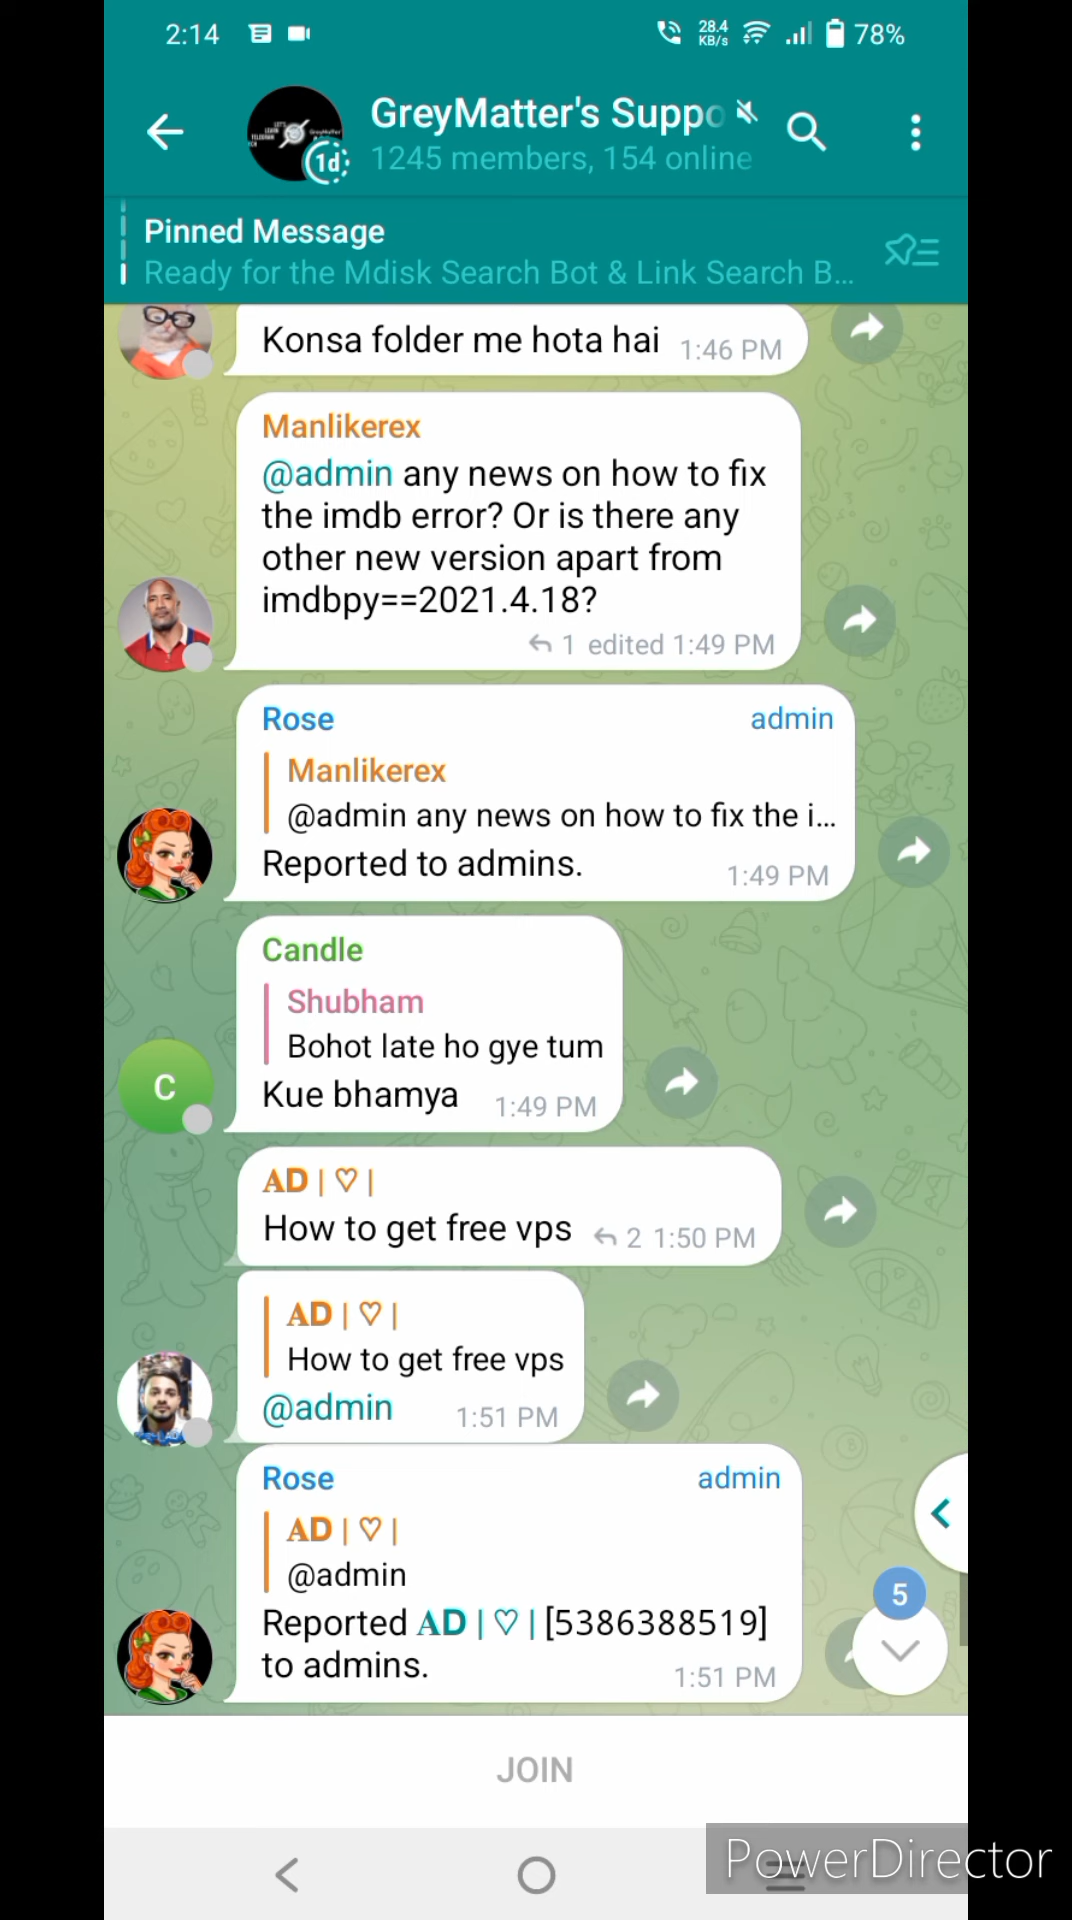 2:14 28.4 KB/s 78%
GreyMatter's Suppo
1d
1245 members, 154 online
Pinned Message
Ready for the Mdisk Search Bot & Link Search B...
Konsa folder me hota hai 1:46 PM
Manlikerex
@admin any news on how to fix
the imdb error? Or is there any
other new version apart from
imdbpy==2021.4.18?
1 edited 1:49 PM
Rose admin
Manlikerex
@admin any news on how to fix the i...
Reported to admins. 1:49 PM
Candle
Shubham
Bohot late ho gye tum
C
Kue bhamya 1:49 PM
AD | ♡ |
How to get free vps 2 1:50 PM
AD | ♡ |
How to get free vps
@admin 1:51 PM
Rose admin
AD | ♡ |
@admin
5
Reported AD | ♡ | [5386388519]
to admins. 1:51 PM
JOIN
PowerDirector